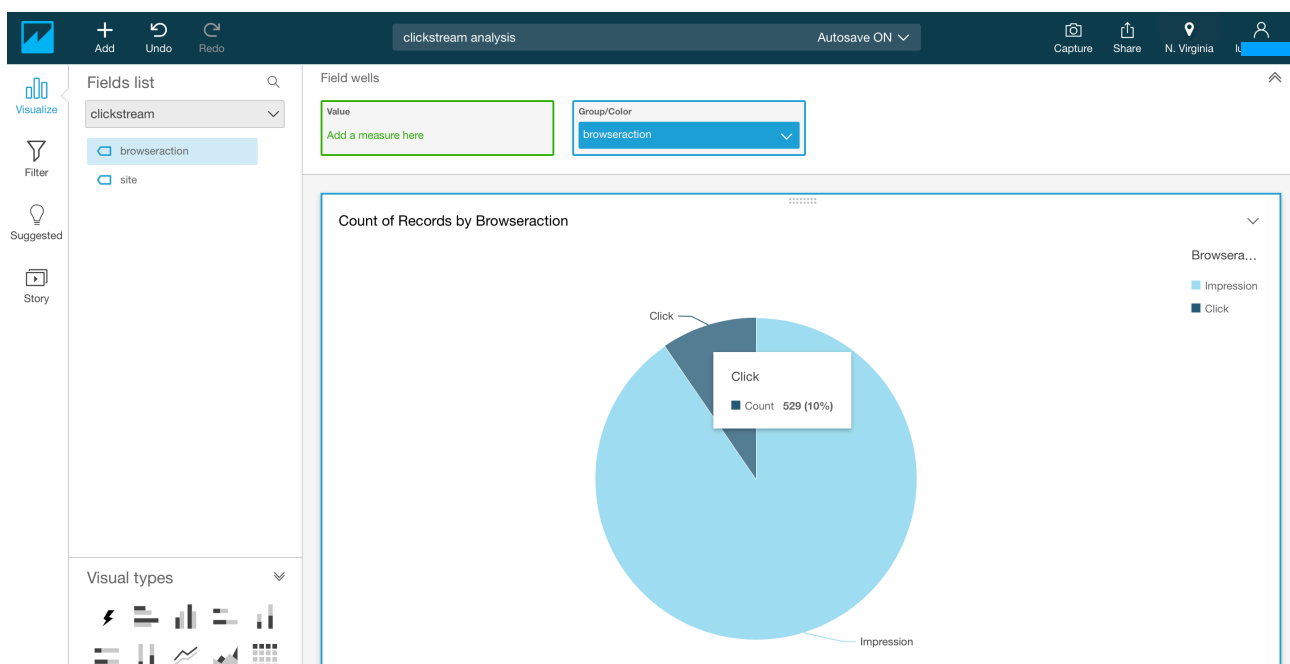 Add
Undo
Redo
clickstream analysis
Autosave ON
Capture
Share
N. Virginia
Visualize
Filter
Suggested
Story
Fields list
clickstream
browseraction
site
Visual types
Field wells
Value
Add a measure here
Group/Color
browseraction
Count of Records by Browseraction
Browsera...
Impression
Click
Click
Click
Count 529 (10%)
Impression